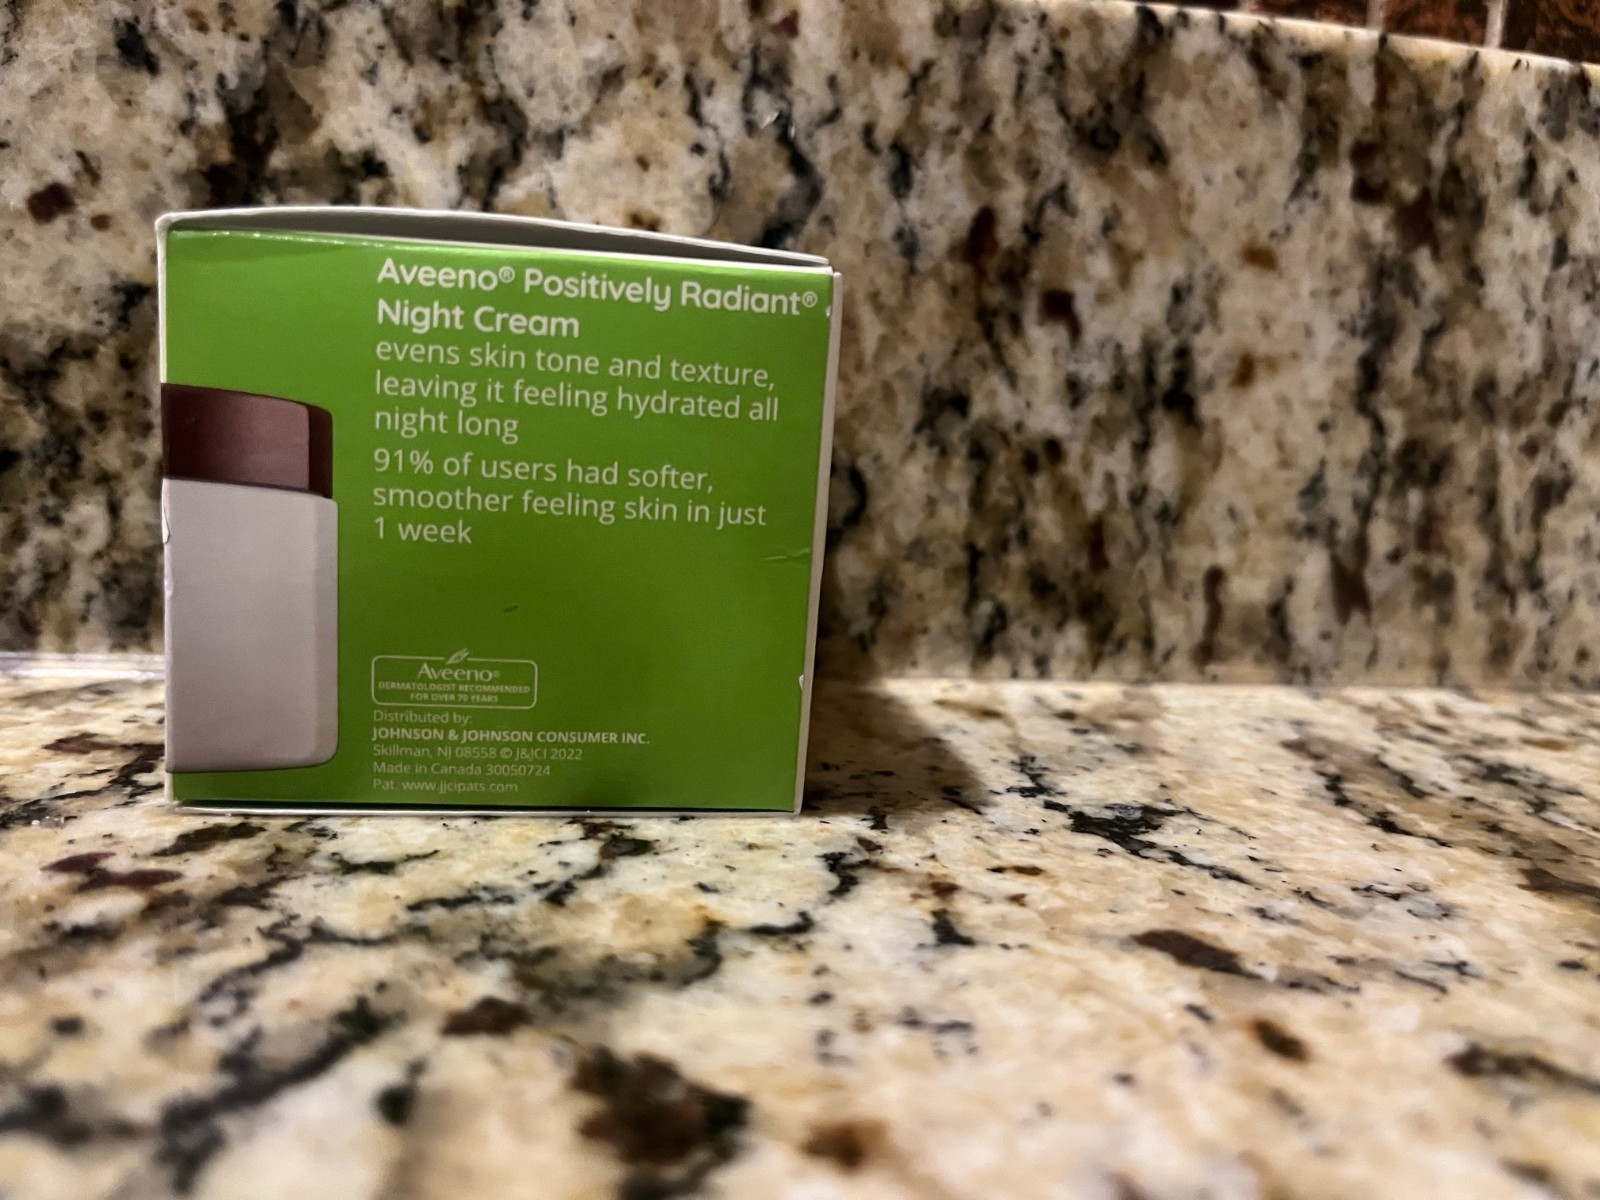 Aveeno® Positively Radiant®
Night Cream
evens skin tone and texture,
leaving it feeling hydrated all
night long
91% of users had softer,
smoother feeling skin in just
1 week
Aveeno®
DERMATOLOGIST RECOMMENDED
FOR OVER 70 YEARS
Distributed by:
JOHNSON & JOHNSON CONSUMER INC.
Skillman, NJ 08558 © J&JCI 2022
Made in Canada 30050724
Pat. www.jjcipats.com